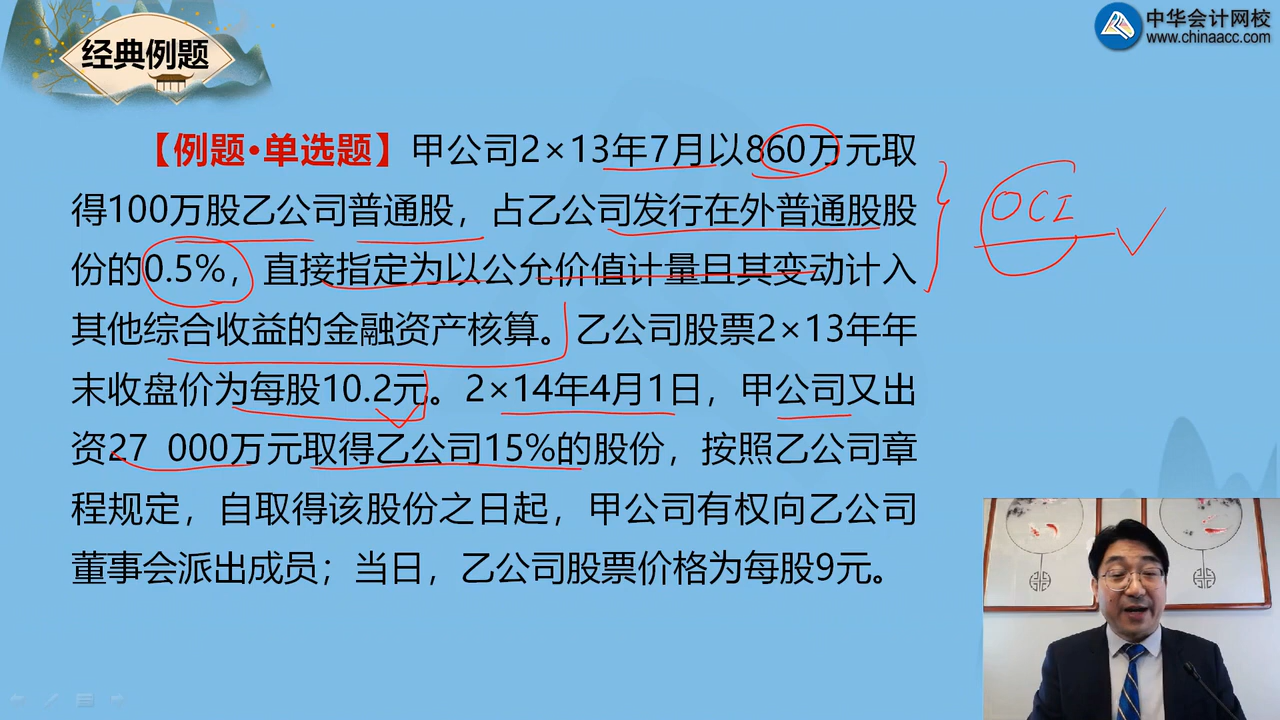 经典例题
中华会计网校
www.chinaacc.com
【例题•单选题】甲公司2×13年7月以860万元取
得100万股乙公司普通股，占乙公司发行在外普通股股
份的0.5%，直接指定为以公允价值计量且其变动计入
其他综合收益的金融资产核算。乙公司股票2×13年年
末收盘价为每股10.2元。2×14年4月1日，甲公司又出
资27 000万元取得乙公司15%的股份，按照乙公司章
程规定，自取得该股份之日起，甲公司有权向乙公司
董事会派出成员；当日，乙公司股票价格为每股9元。
OCI